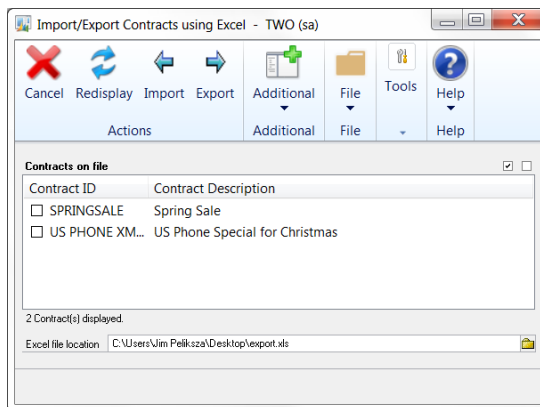 Import/Export Contracts using Excel - TWO (sa)
Cancel Redisplay Import Export Additional File Tools Help
Actions Additional File Help
Contracts on file
Contract ID Contract Description
SPRINGSALE Spring Sale
US PHONE XM... US Phone Special for Christmas
2 Contract(s) displayed.
Excel file location C:\Users\Jim Peliksza\Desktop\export.xls